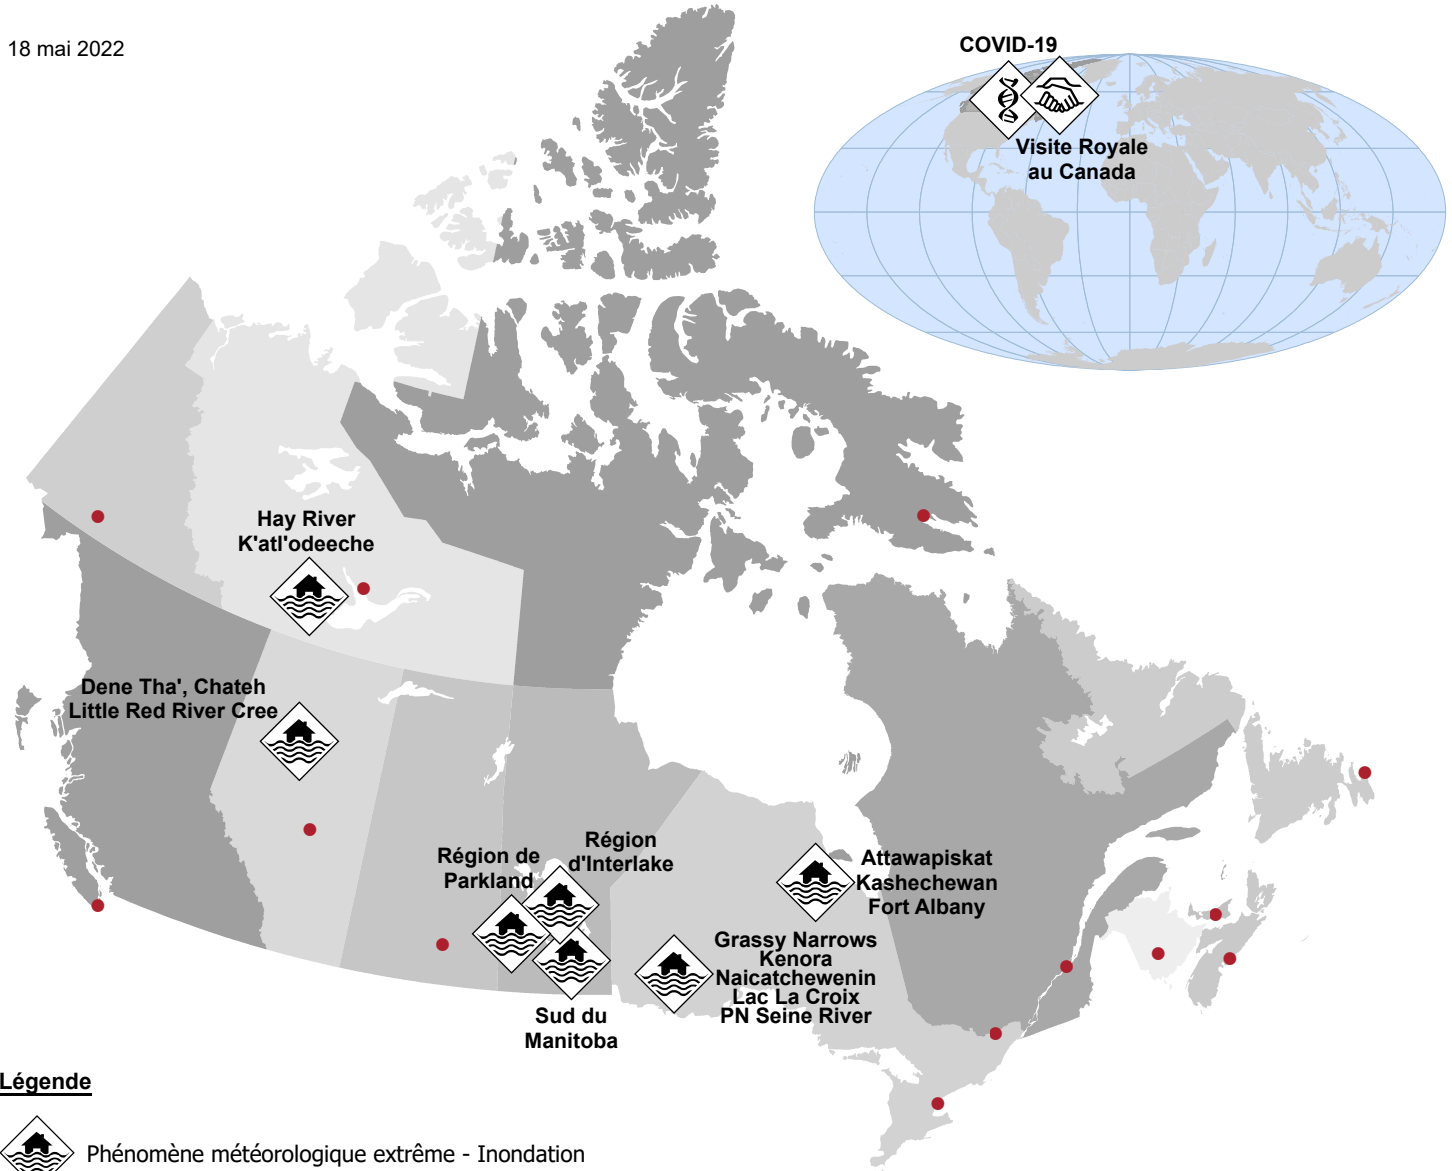 18 mai 2022
COVID-19
Visite Royale
au Canada
Hay River
K'atl'odeeche
Dene Tha', Chateh
Little Red River Cree
Région de
Parkland
Région
d'Interlake
Sud du
Manitoba
Attawapiskat
Kashechewan
Fort Albany
Grassy Narrows
Kenora
Naicatchewenin
Lac La Croix
PN Seine River
Légende
Phénomène météorologique extrême - Inondation